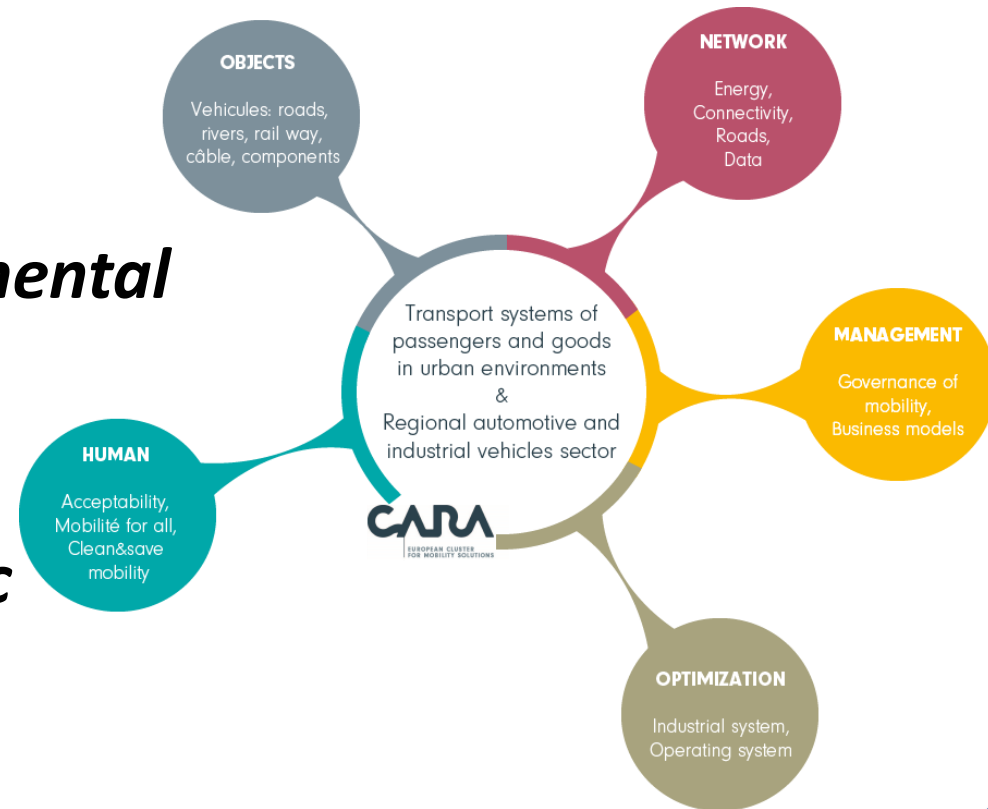 OBJECTS
Vehicules: roads,
rivers, rail way,
câble, components
NETWORK
Energy,
Connectivity,
Roads,
Data
MANAGEMENT
Governance of
mobility,
Business models
Transport systems of
passengers and goods
in urban environments
&
Regional automotive and
industrial vehicles sector
HUMAN
Acceptability,
Mobilité for all,
Clean&save
mobility
CARA
EUROPEAN CLUSTER
FOR MOBILITY SOLUTIONS
OPTIMIZATION
Industrial system,
Operating system